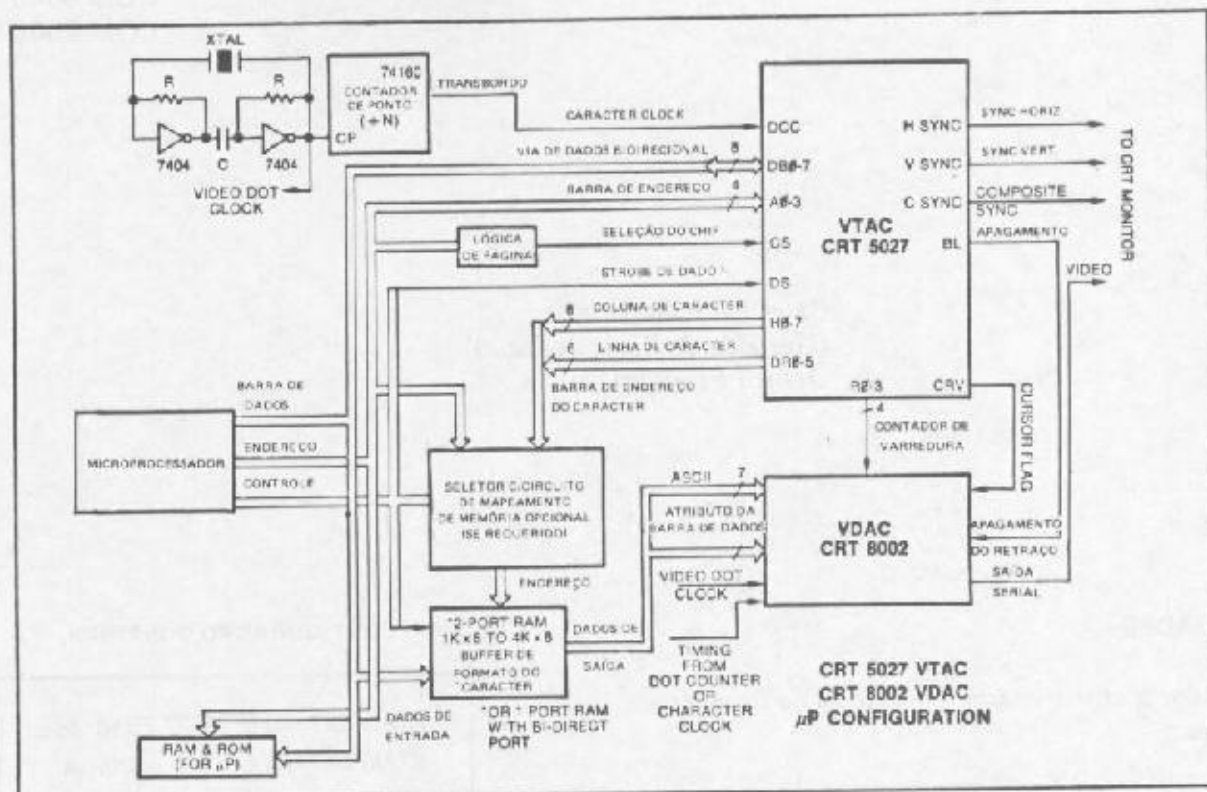 XTAL
R
R
7404
C
7404
VIDEO DOT
CLOCK
CP
74160
CONTADOR
DE PONTO
(÷N)
TRANSBORDO
CARACTER CLOCK
VIA DE DADOS BIDIRECIONAL
8
BARRA DE ENDEREÇO
4
LÓGICA
DE PÁGINA
SELEÇÃO DO CHIP
STROBE DE DADO
8
COLUNA DE CARACTER
6
LINHA DE CARACTER
BARRA DE ENDEREÇO
DO CARACTER
DCC
DBØ-7
AØ-3
CS
DS
HØ-7
DRØ-5
VTAC
CRT 5027
H SYNC
V SYNC
C SYNC
BL
RØ-3
CRV
SYNC HORIZ
SYNC VERT.
COMPOSITE
SYNC
APAGAMENTO
VIDEO
TO CRT MONITOR
CURSOR FLAG
4
CONTADOR DE
VARREDURA
MICROPROCESSADOR
BARRA DE
DADOS
ENDEREÇO
CONTROLE
SELETOR C/CIRCUITO
DE MAPEAMENTO
DE MEMÓRIA OPCIONAL
(SE REQUERIDO)
ENDEREÇO
ASCII
7
ATRIBUTO DA
BARRA DE DADOS
VIDEO DOT
CLOCK
VDAC
CRT 8002
APAGAMENTO
DO RETRAÇO
SAÍDA
SERIAL
*2-PORT RAM
1K×8 TO 4K×8
BUFFER DE
FORMATO DO
CARACTER
DADOS DE
SAÍDA
TIMING
FROM
DOT COUNTER
OR
CHARACTER
CLOCK
*OR 1 PORT RAM
WITH BI-DIRECT
PORT
DADOS DE
ENTRADA
RAM & ROM
(FOR µP)
CRT 5027 VTAC
CRT 8002 VDAC
µP CONFIGURATION